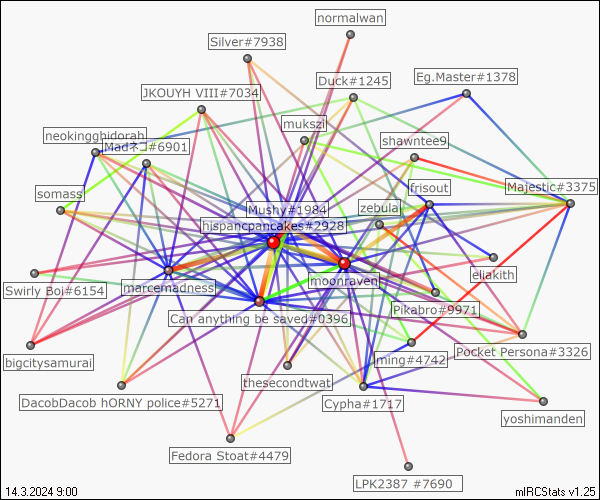 normalwan
Silver#7938
Duck#1245
Eg.Master#1378
JKOUYH VIII#7034
mukszi
neokingghidorah
Madネコ#6901
shawntee9
somass
frisout
Majestic#3375
Mushy#1984
zebula
hispancpancakes#2928
eliakith
moonraven
Swirly Boi#6154
marcernadness
Pikabro#9971
Can anything be saved#0396
bigcitysamurai
ming#4742
Pocket Persona#3326
thesecondtwat
DacobDacob hORNY police#5271
Cypha#1717
yoshimanden
Fedora Stoat#4479
LPK2387 #7690
14.3.2024 9:00
mIRCStats v1.25